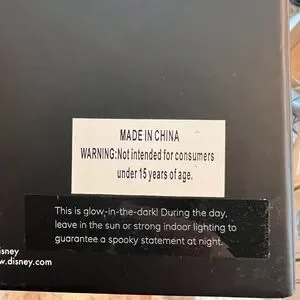 MADE IN CHINA
WARNING:Not intended for consumers
under 15 years of age.
This is glow-in-the-dark! During the day,
leave in the sun or strong indoor lighting to
guarantee a spooky statement at night.
isney
w.disney.com